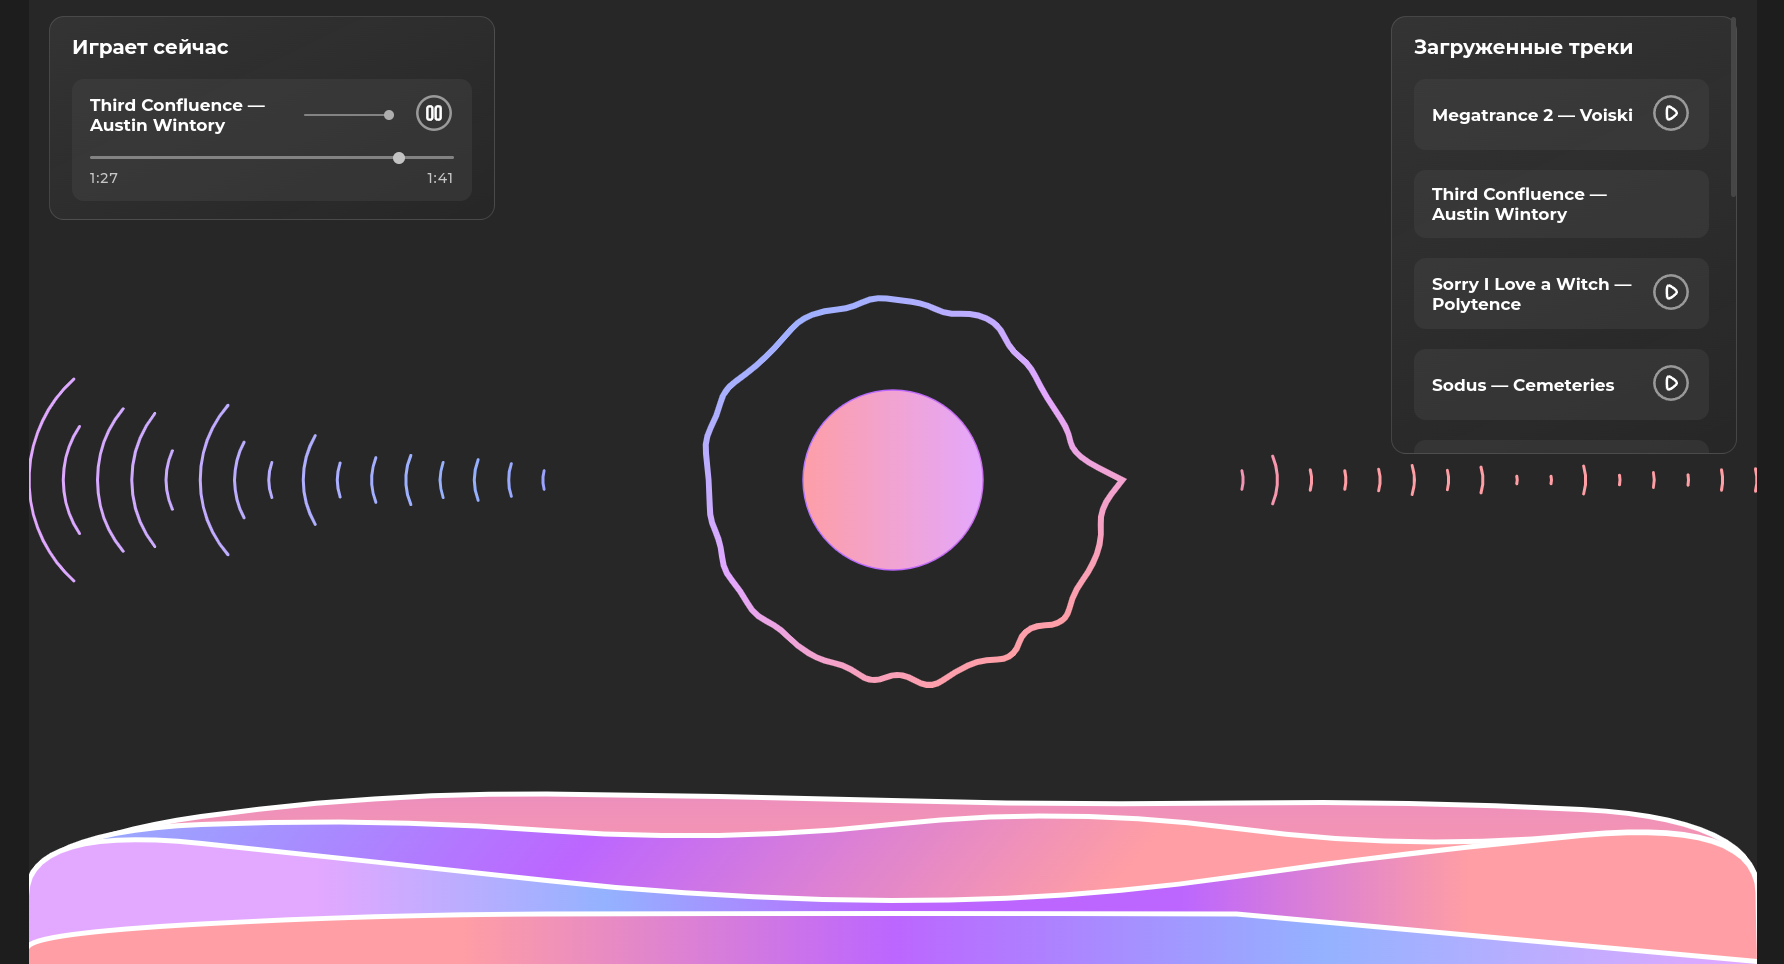 Играет сейчас
Third Confluence —
Austin Wintory
1:27
1:41
Загруженные треки
Megatrance 2 — Voiski
Third Confluence —
Austin Wintory
Sorry I Love a Witch —
Polytence
Sodus — Cemeteries